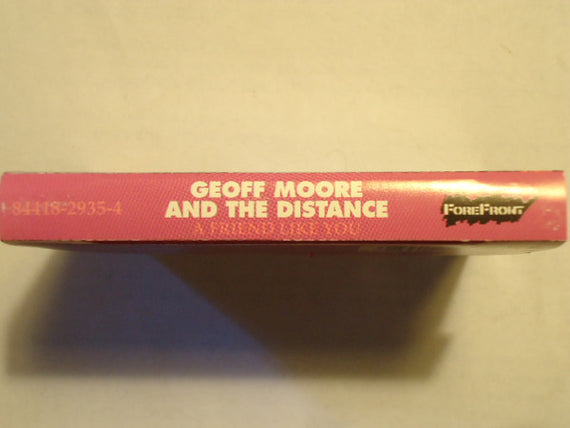 -84418-2935-4
GEOFF MOORE
AND THE DISTANCE
A FRIEND LIKE YOU
FOREFRONT